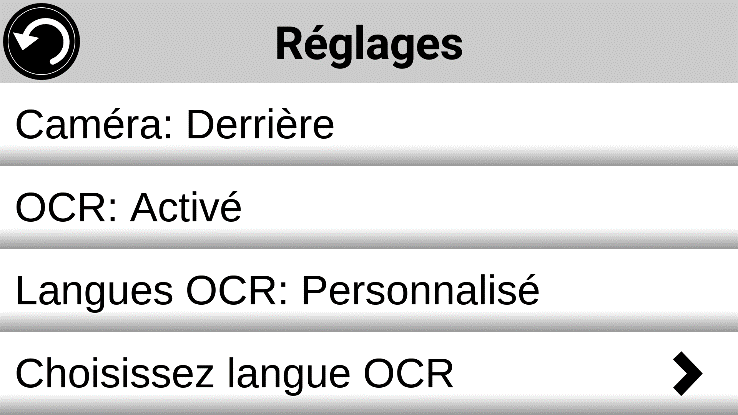 Réglages
Caméra: Derrière
OCR: Activé
Langues OCR: Personnalisé
Choisissez langue OCR